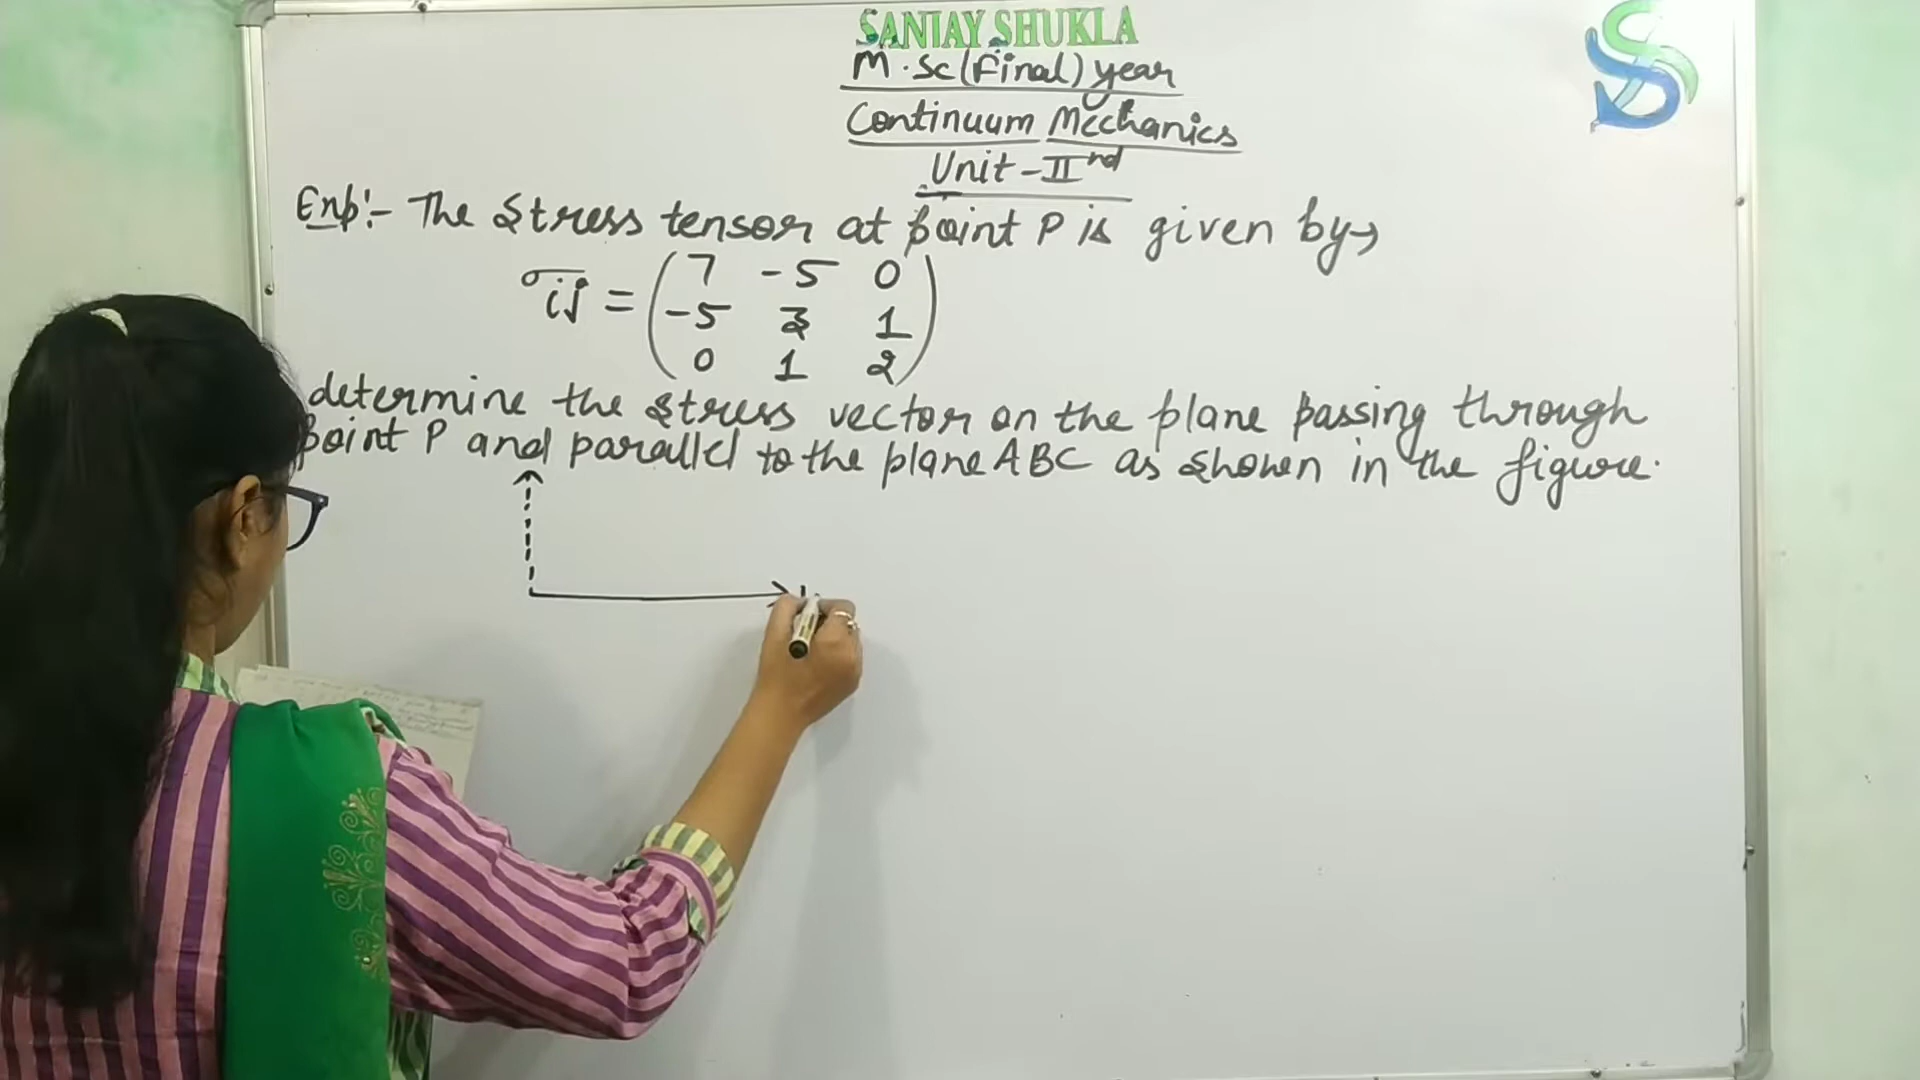 SANJAY SHUKLA
M.Sc(Final) year
Continuum Mechanics
Unit - IInd
Exp:- The Stress tensor at point P is given by→
σij = (7 -5 0
-5 3 1
0 1 2)
determine the stress vector on the plane passing through
point P and parallel to the plane ABC as shown in the figure.